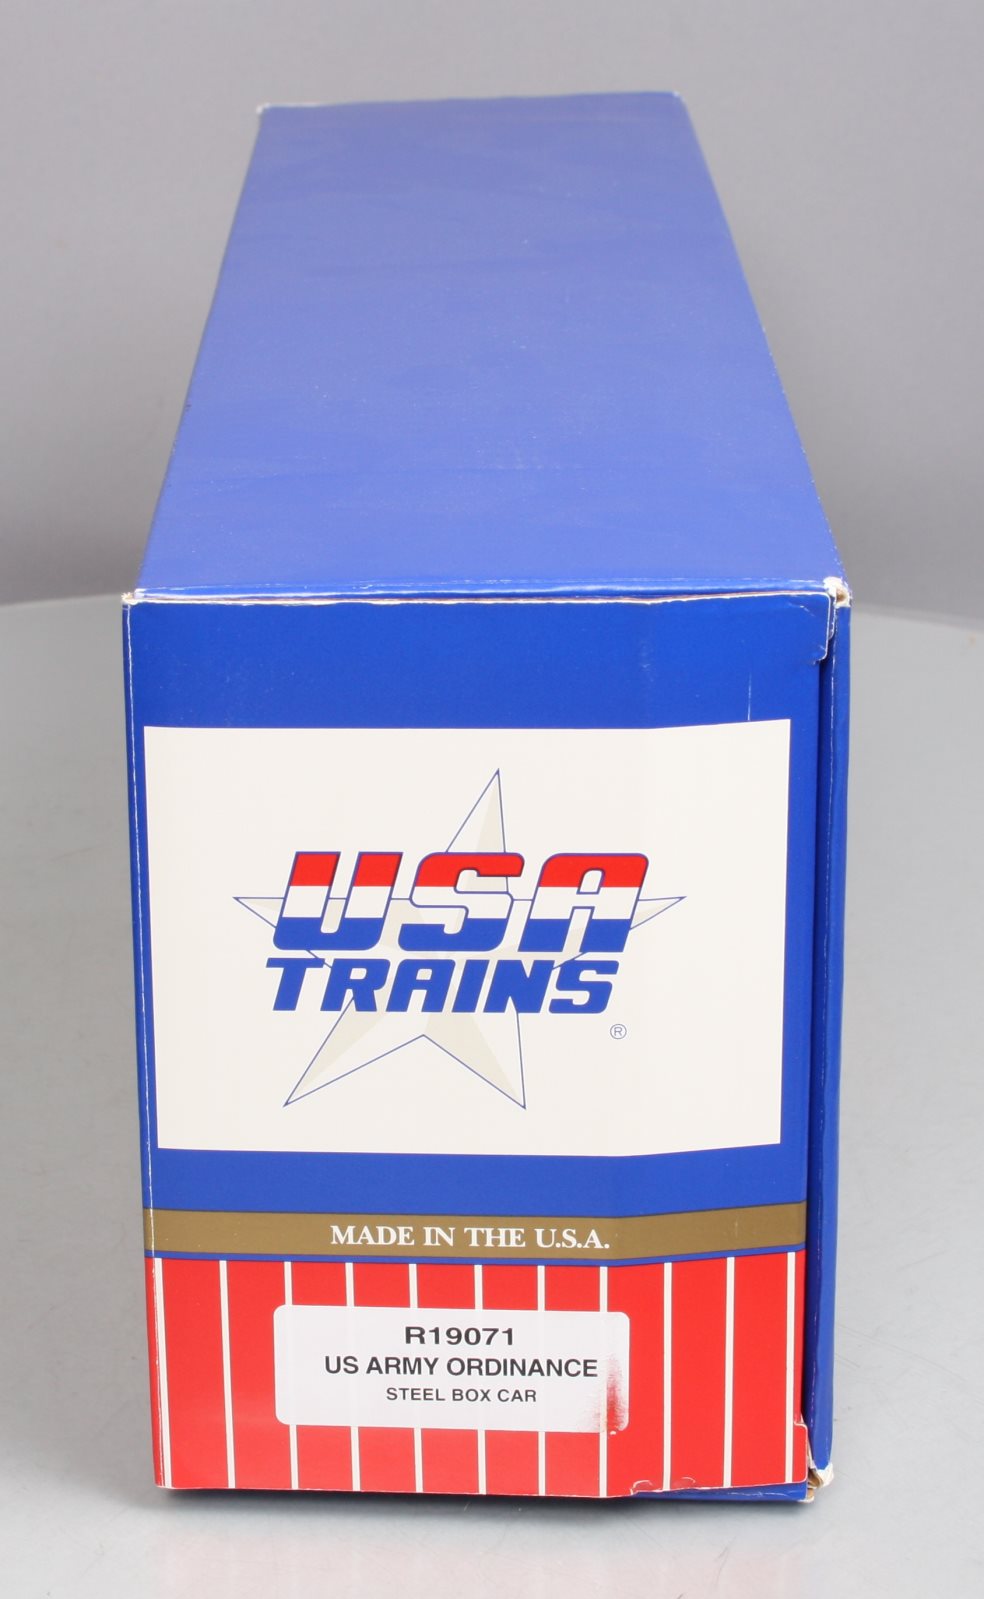 USA
TRAINS
®
MADE IN THE U.S.A.
R19071
US ARMY ORDINANCE
STEEL BOX CAR